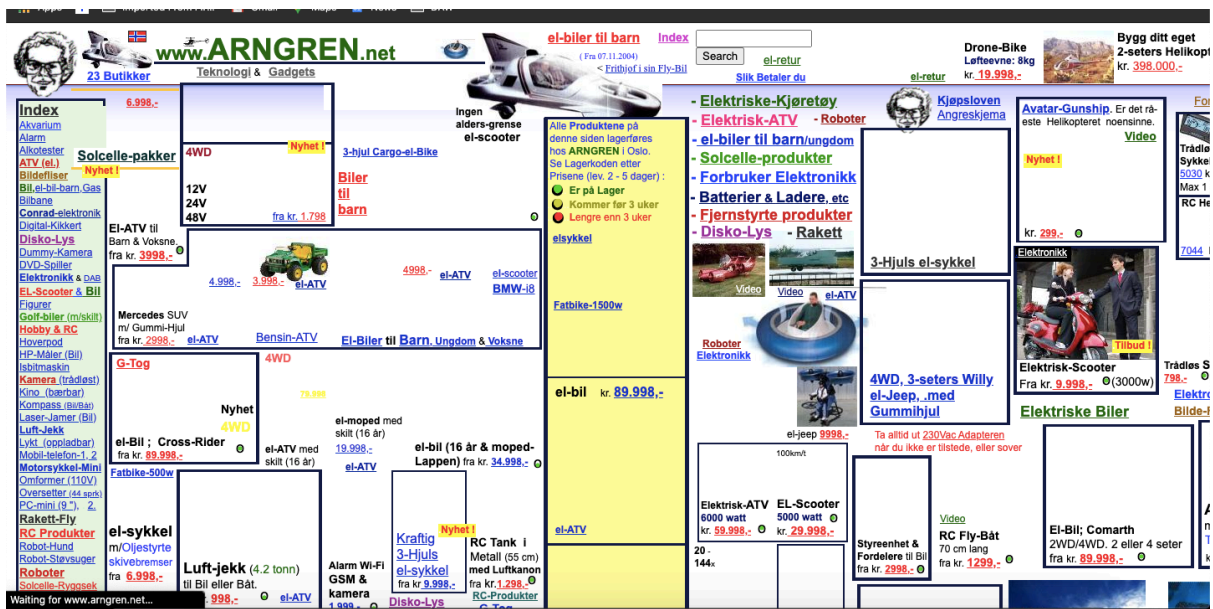 www.ARNGREN.net
23 Butikker
Teknologi & Gadgets
el-biler til barn
Index
( Fra 07.11.2004)
< Frithjof i sin Fly-Bil
Search
el-retur
Slik Betaler du
el-retur
Drone-Bike
Løfteevne: 8kg
kr. 19.998,-
Bygg ditt eget
2-seters Helikopt
kr. 398.000,-
Index
Akvarium
Alarm
Alkotester
ATV (el.)
Bildefliser
Bil,el-bil-barn,Gas
Bilbane
Conrad-elektronik
Digital-Kikkert
Disko-Lys
Dummy-Kamera
DVD-Spiller
Elektronikk & DAB
EL-Scooter & Bil
Figurer
Golf-biler (m/skilt)
Hobby & RC
Hoverpod
HP-Måler (Bil)
Isbitmaskin
Kamera (trådløst)
Kino (bærbar)
Kompass (Bil/Båt)
Laser-Jamer (Bil)
Luft-Jekk
Lykt (oppladbar)
Mobil-telefon-1, 2
Motorsykkel-Mini
Omformer (110V)
Oversetter (44 sprk)
PC-mini (9 "), 2.
Rakett-Fly
RC Produkter
Robot-Hund
Robot-Støvsuger
Roboter
Solcelle-Ryggsek
Waiting for www.arngren.net...
6.998,-
Solcelle-pakker
Nyhet !
4WD
Nyhet !
12V
24V
48V
fra kr. 1.798
3-hjul Cargo-el-Bike
Biler
til
barn
Ingen
alders-grense
el-scooter
El-ATV til
Barn & Voksne.
fra kr. 3998,-
4.998,-
3.998,-
el-ATV
4998,-
el-ATV
el-scooter
BMW-i8
Mercedes SUV
m/ Gummi-Hjul
fra kr. 2998,-
el-ATV
Bensin-ATV
El-Biler til Barn, Ungdom & Voksne
G-Tog
4WD
79.998
Nyhet
4WD
el-Bil ; Cross-Rider
fra kr. 89.998,-
el-ATV med
skilt (16 år)
el-moped med
skilt (16 år)
19.998,-
el-ATV
el-bil (16 år & moped-
Lappen) fra kr. 34.998,-
Fatbike-500w
el-sykkel
m/Oljestyrte
skivebremser
fra 6.998,-
Luft-jekk (4.2 tonn)
til Bil eller Båt.
998,-
el-ATV
Alarm Wi-Fi
GSM &
kamera
1.999,-
Nyhet !
Kraftig
3-Hjuls
el-sykkel
fra kr 9.998,-
Disko-Lys
RC Tank i
Metall (55 cm)
med Luftkanon
fra kr.1.298,-
RC-Produkter
G-Tog
Alle Produktene på
denne siden lagerføres
hos ARNGREN i Oslo.
Se Lagerkoden etter
Prisene (lev. 2 - 5 dager) :
Er på Lager
Kommer før 3 uker
Lengre enn 3 uker
elsykkel
Fatbike-1500w
el-bil kr. 89.998,-
el-ATV
- Elektriske-Kjøretøy
- Elektrisk-ATV - Roboter
- el-biler til barn/ungdom
- Solcelle-produkter
- Forbruker Elektronikk
- Batterier & Ladere, etc
- Fjernstyrte produkter
- Disko-Lys - Rakett
Video
Video
el-ATV
Roboter
Elektronikk
el-jeep 9998,-
100km/t
Elektrisk-ATV
6000 watt
kr. 59.998,-
EL-Scooter
5000 watt
kr. 29.998,-
20 -
144x
Kjøpsloven
Angreskjema
3-Hjuls el-sykkel
4WD, 3-seters Willy
el-Jeep, .med
Gummihjul
Ta alltid ut 230Vac Adapteren
når du ikke er tilstede, eller sover
Styreenhet &
Fordelere til Bil
fra kr. 2998,-
Video
RC Fly-Båt
70 cm lang
fra kr. 1299,-
Avatar-Gunship. Er det rå-
este Helikopteret noensinne.
Video
Nyhet !
kr. 299,-
Elektronikk
Tilbud !
Elektrisk-Scooter
Fra kr. 9.998,- (3000w)
Elektriske Biler
El-Bil; Comarth
2WD/4WD. 2 eller 4 seter
fra kr. 89.998,-
Trådlø
Sykke
5030 k
Max 1
RC He
7044
Trådløs S
798,-
Elektro
Bilde-F